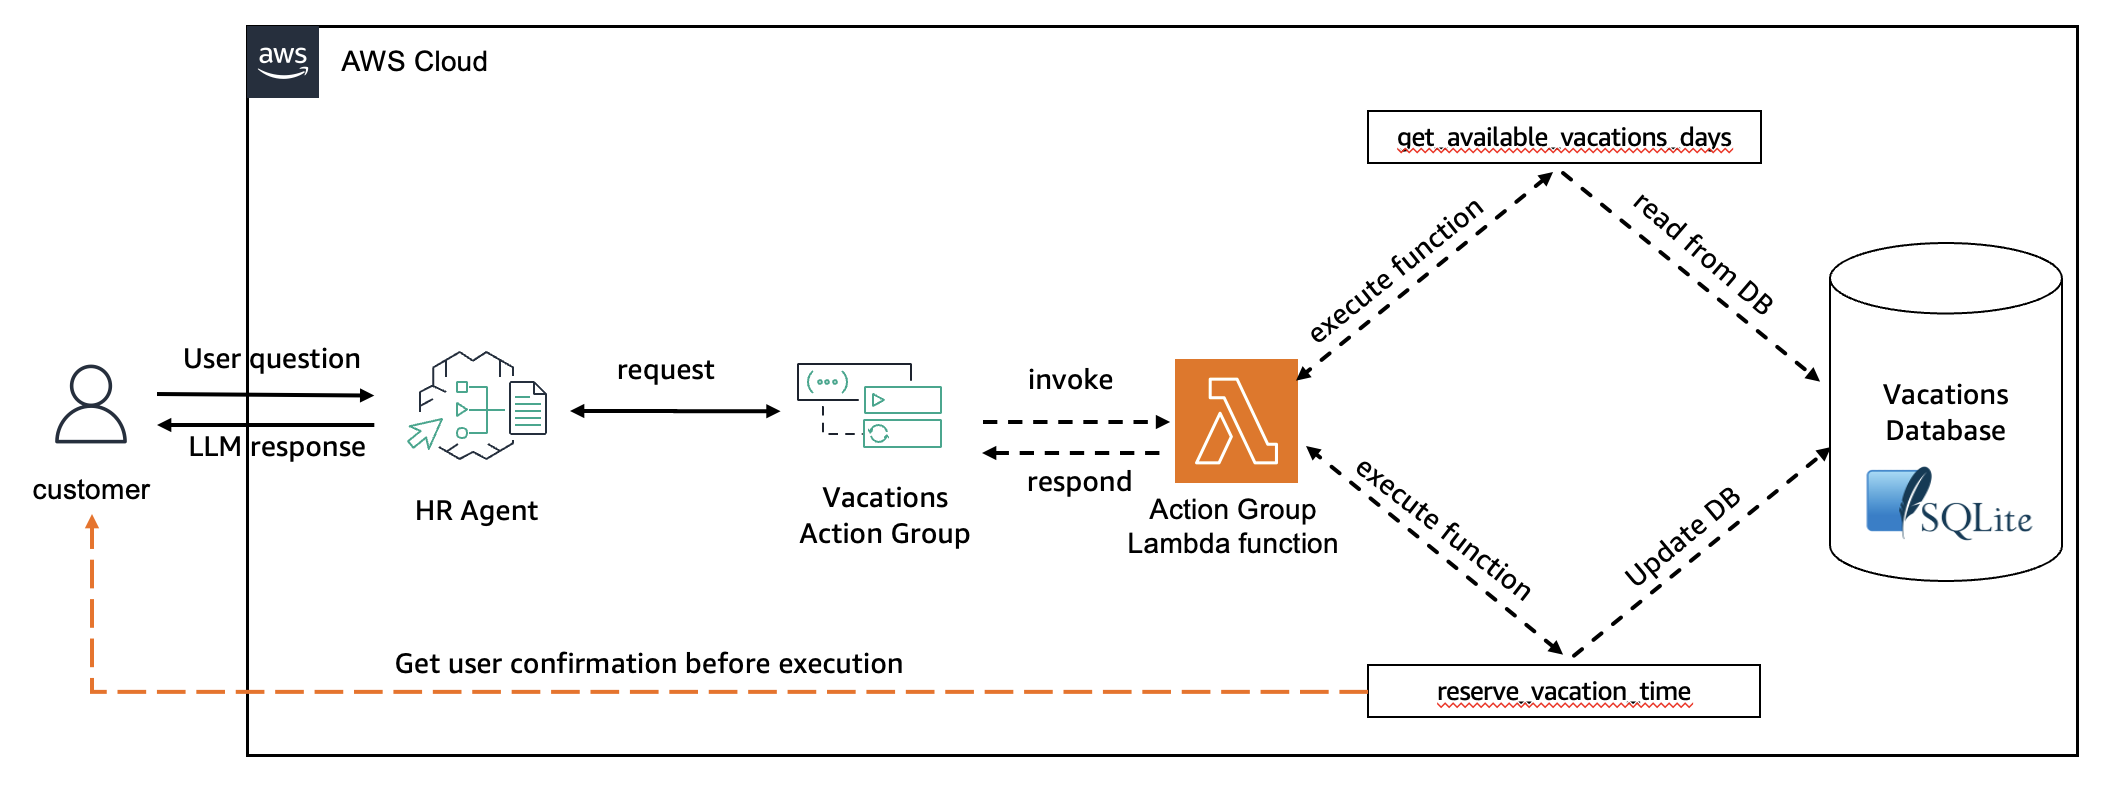 aws
AWS Cloud
get_available_vacations_days
execute function
read from DB
User question
LLM response
customer
HR Agent
request
(•••)
Vacations
Action Group
invoke
respond
Action Group
Lambda function
Vacations
Database
SQLite
execute function
Update DB
Get user confirmation before execution
reserve_vacation_time